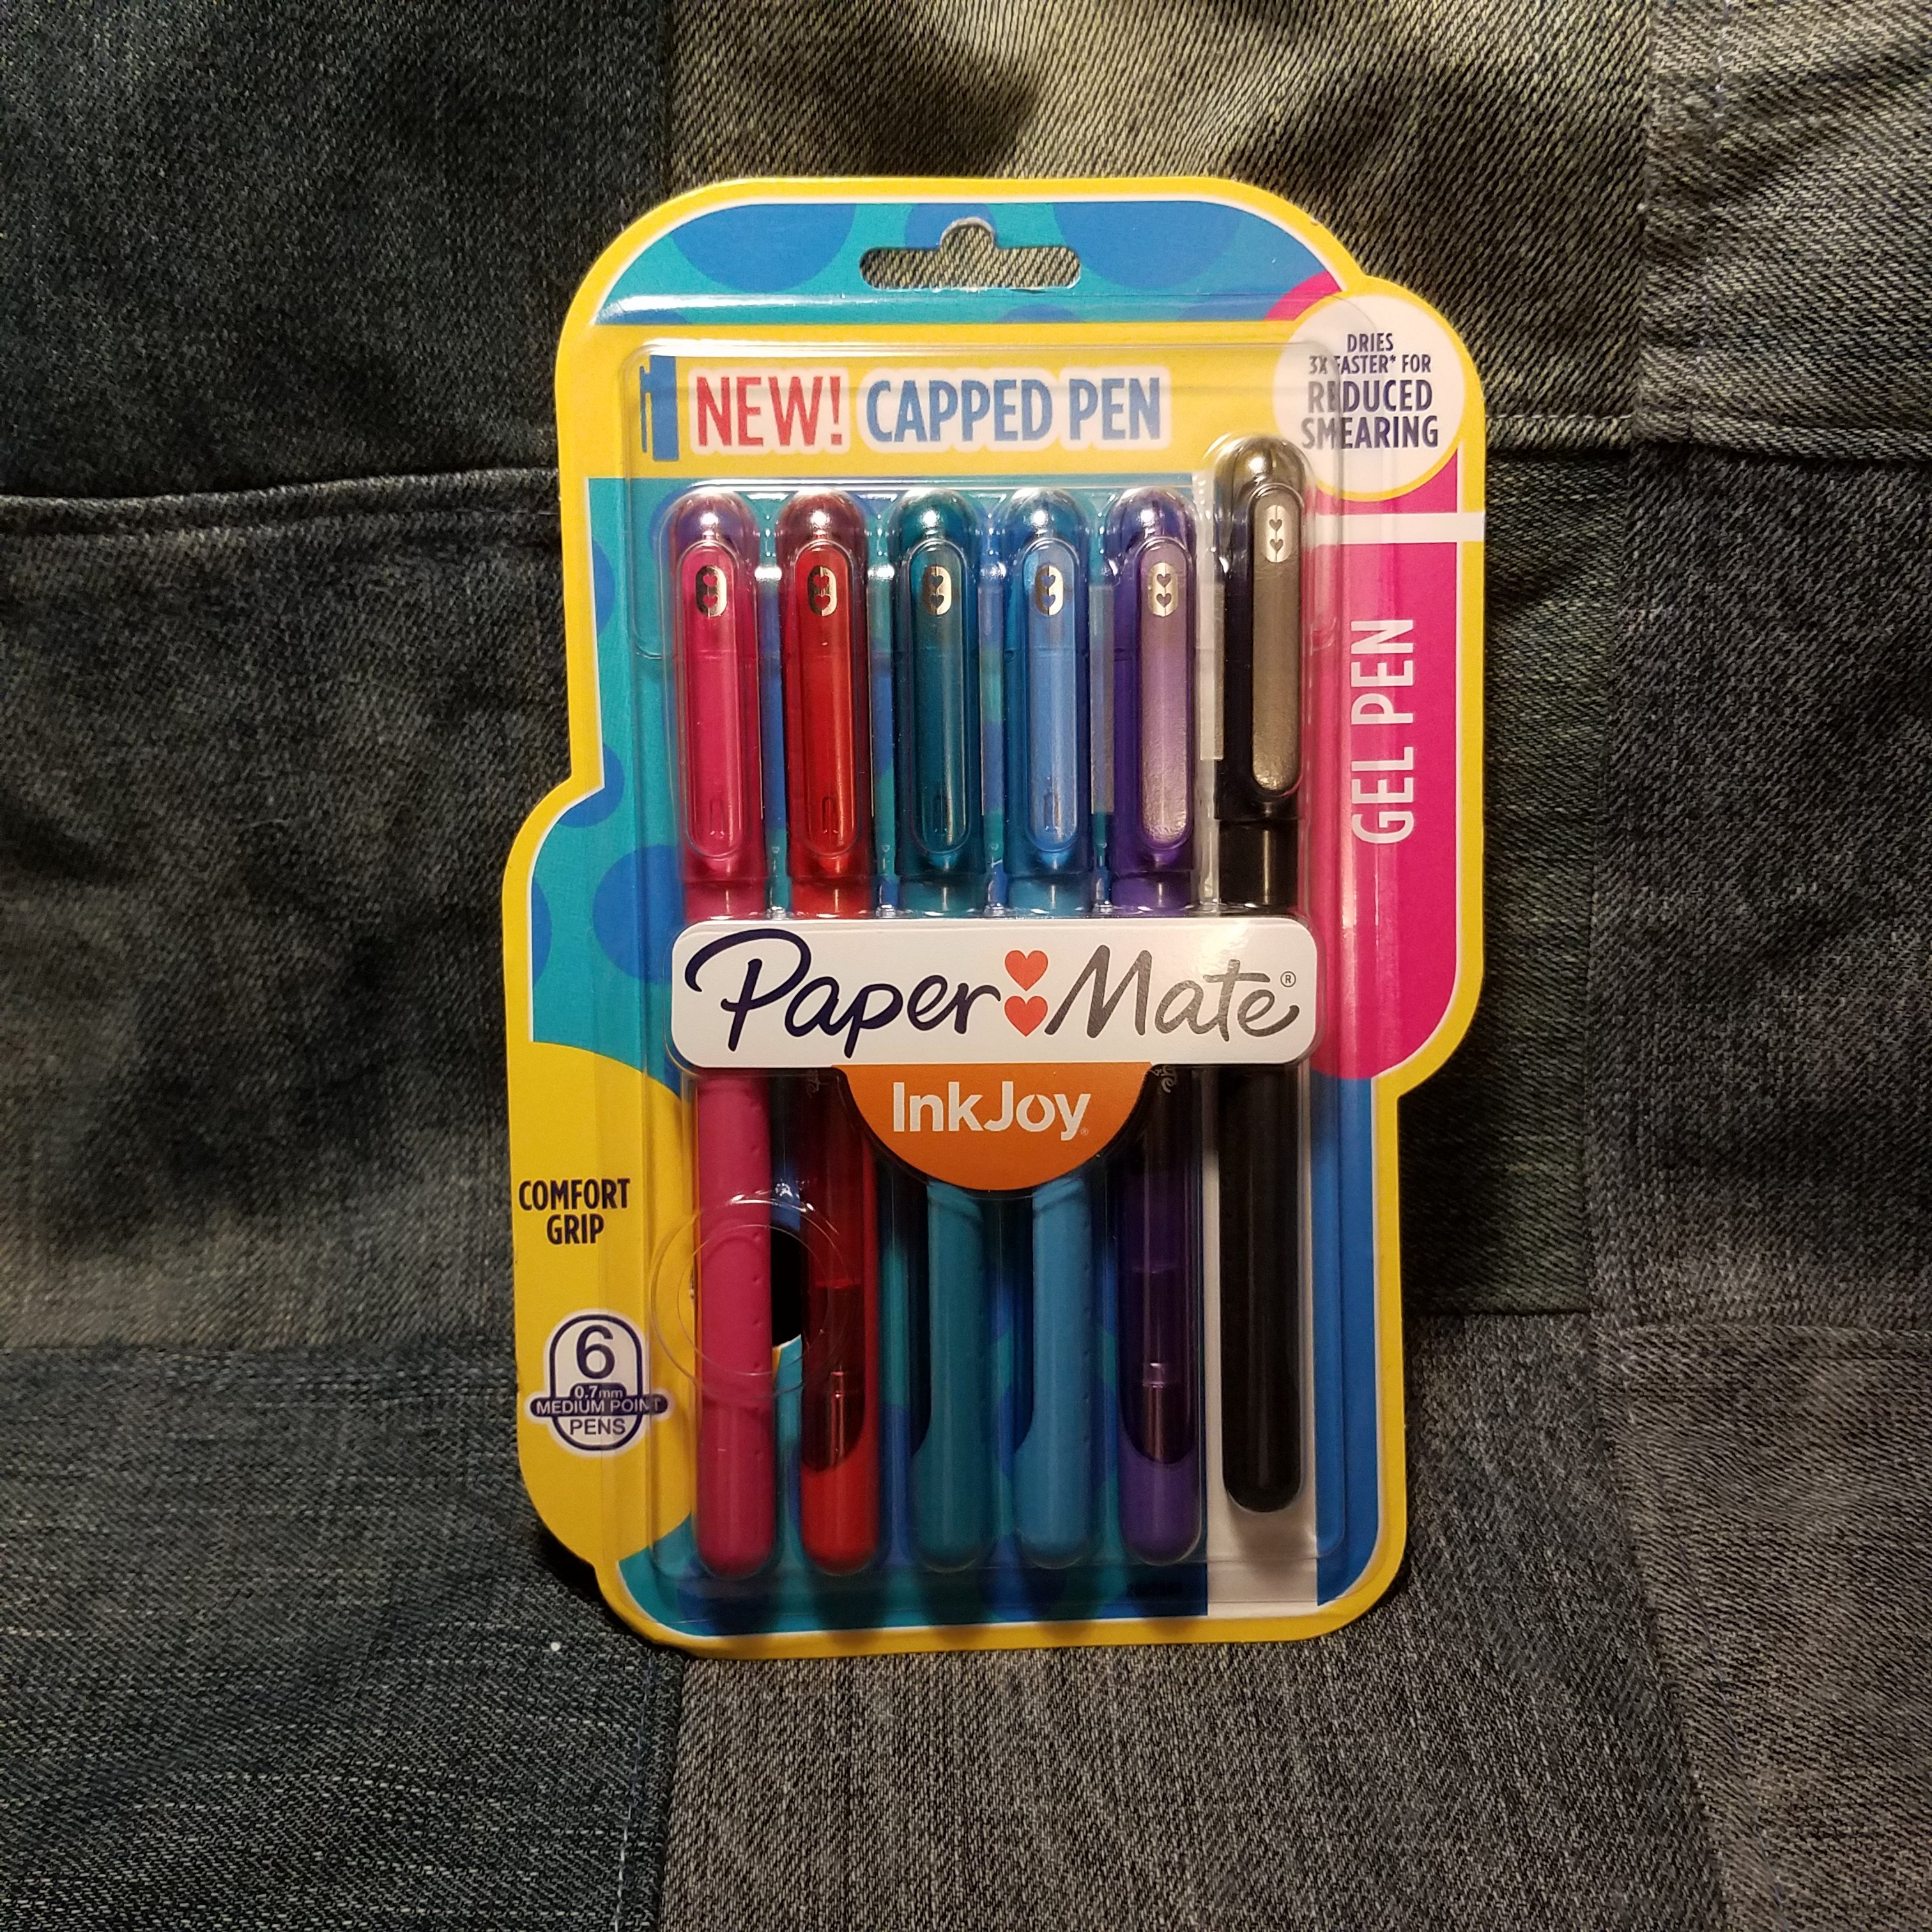 DRIES
3X FASTER* FOR
REDUCED
SMEARING
NEW! CAPPED PEN
GEL PEN
Paper Mate®
InkJoy®
COMFORT
GRIP
6
0.7mm
MEDIUM POINT
PENS